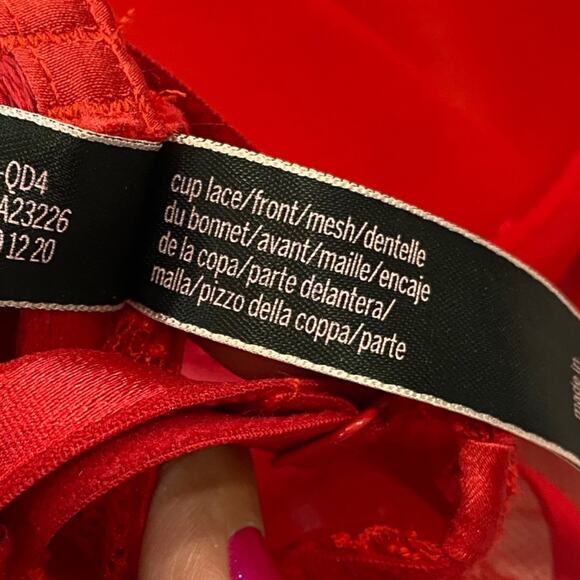 -QD4
A23226
12 20
cup lace/front/mesh/dentelle
du bonnet/avant/maille/encaje
de la copa/parte delantera/
malla/pizzo della coppa/parte